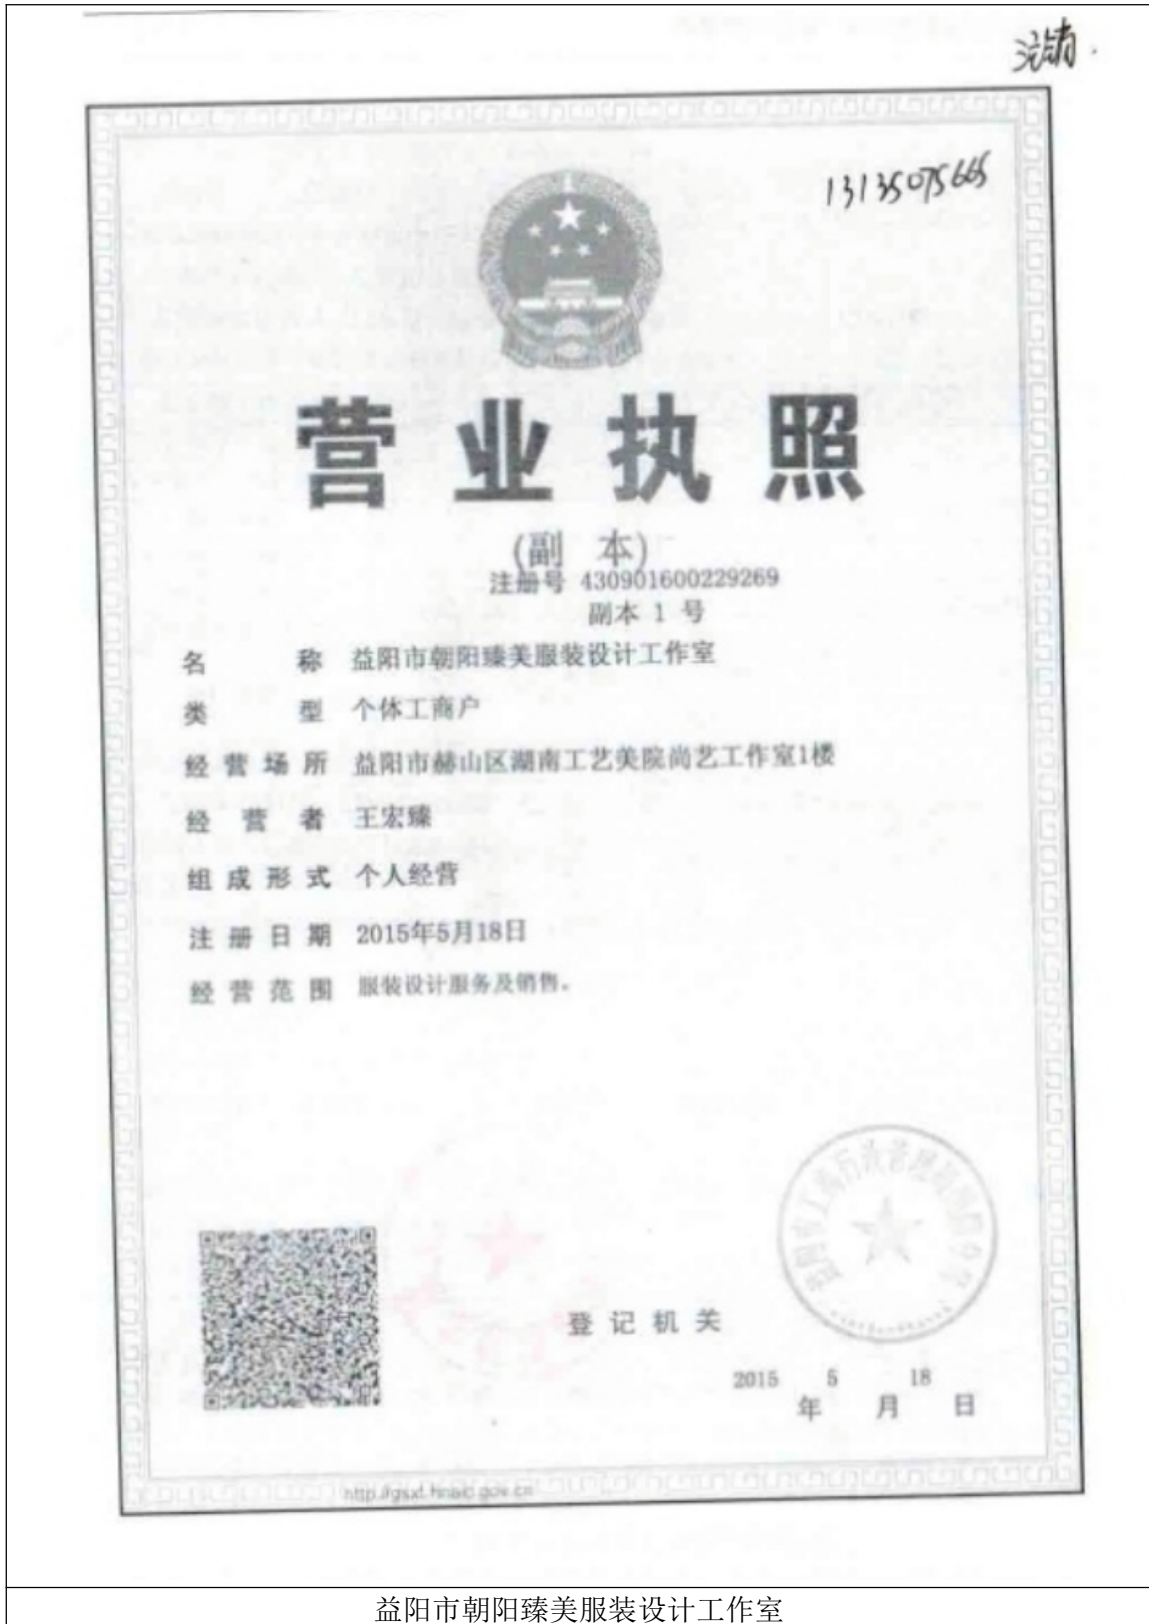 注销.
13135075665
营业执照
(副 本)
注册号 430901600229269
副本 1 号
名称 益阳市朝阳臻美服装设计工作室
类型 个体工商户
经营场所 益阳市赫山区湖南工艺美院尚艺工作室1楼
经营者 王宏臻
组成形式 个人经营
注册日期 2015年5月18日
经营范围 服装设计服务及销售。
登记机关
2015 5 18
年 月 日
益阳市朝阳臻美服装设计工作室